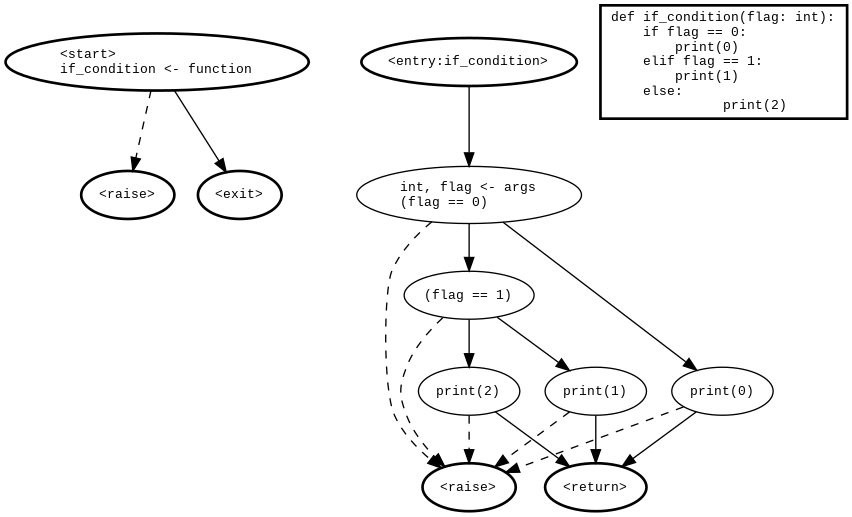 <start>
if_condition <- function
<raise>
<exit>
<entry:if_condition>
int, flag <- args
(flag == 0)
(flag == 1)
print(2)
print(1)
print(0)
<raise>
<return>
def if_condition(flag: int):
    if flag == 0:
        print(0)
    elif flag == 1:
        print(1)
    else:
              print(2)